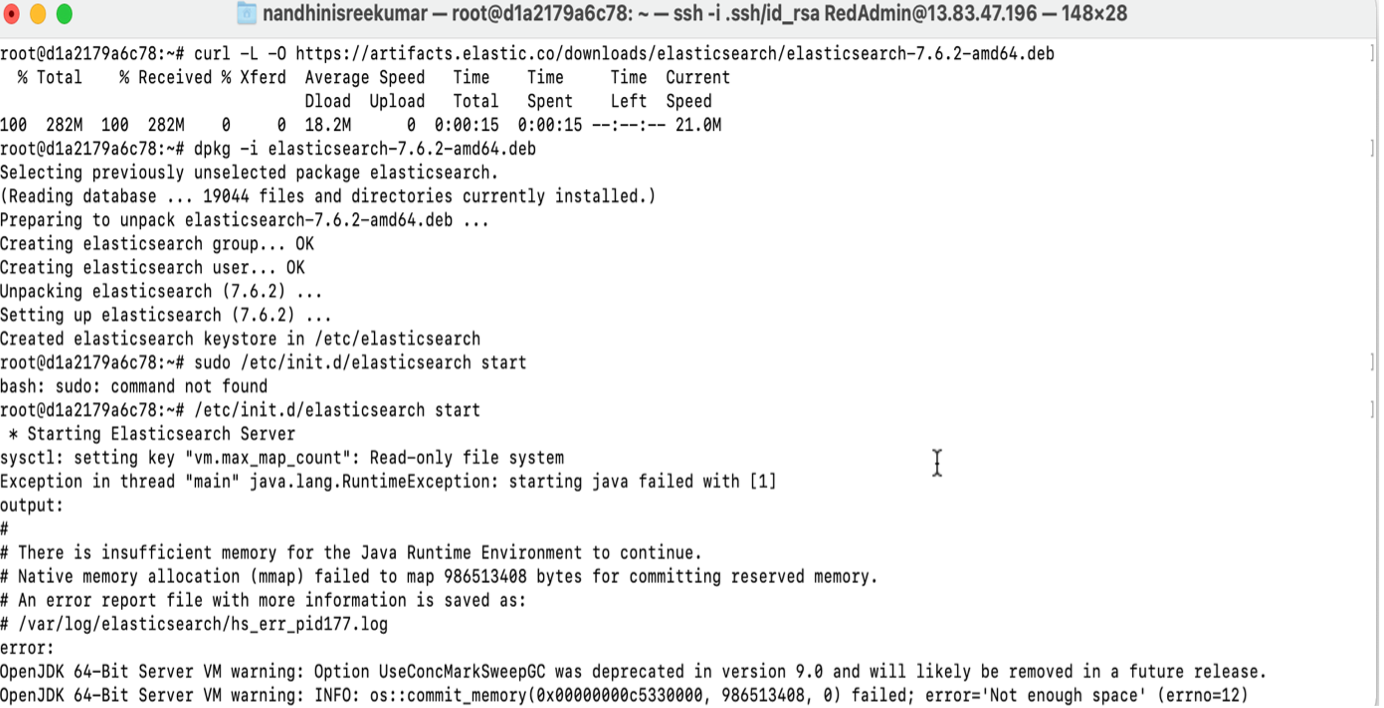 nandhinisreekumar — root@d1a2179a6c78: ~ — ssh -i .ssh/id_rsa RedAdmin@13.83.47.196 — 148×28
root@d1a2179a6c78:~# curl -L -O https://artifacts.elastic.co/downloads/elasticsearch/elasticsearch-7.6.2-amd64.deb
  % Total    % Received % Xferd  Average Speed   Time    Time     Time  Current
                                 Dload  Upload   Total   Spent    Left  Speed
100  282M  100  282M    0     0  18.2M      0  0:00:15  0:00:15 --:--:-- 21.0M
root@d1a2179a6c78:~# dpkg -i elasticsearch-7.6.2-amd64.deb
Selecting previously unselected package elasticsearch.
(Reading database ... 19044 files and directories currently installed.)
Preparing to unpack elasticsearch-7.6.2-amd64.deb ...
Creating elasticsearch group... OK
Creating elasticsearch user... OK
Unpacking elasticsearch (7.6.2) ...
Setting up elasticsearch (7.6.2) ...
Created elasticsearch keystore in /etc/elasticsearch
root@d1a2179a6c78:~# sudo /etc/init.d/elasticsearch start
bash: sudo: command not found
root@d1a2179a6c78:~# /etc/init.d/elasticsearch start
 * Starting Elasticsearch Server
sysctl: setting key "vm.max_map_count": Read-only file system
Exception in thread "main" java.lang.RuntimeException: starting java failed with [1]
output:
#
# There is insufficient memory for the Java Runtime Environment to continue.
# Native memory allocation (mmap) failed to map 986513408 bytes for committing reserved memory.
# An error report file with more information is saved as:
# /var/log/elasticsearch/hs_err_pid177.log
error:
OpenJDK 64-Bit Server VM warning: Option UseConcMarkSweepGC was deprecated in version 9.0 and will likely be removed in a future release.
OpenJDK 64-Bit Server VM warning: INFO: os::commit_memory(0x00000000c5330000, 986513408, 0) failed; error='Not enough space' (errno=12)